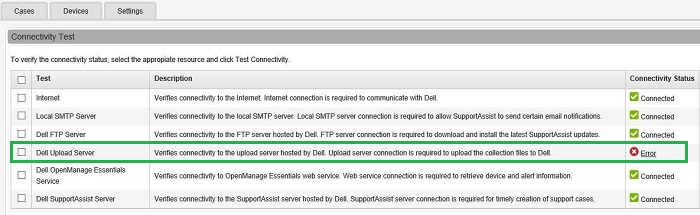 Cases Devices Settings
Connectivity Test
To verify the connectivity status, select the appropiate resource and click Test Connectivity.
Test Description Connectivity Status
Internet Verifies connectivity to the Internet. Internet connection is required to communicate with Dell. Connected
Local SMTP Server Verifies connectivity to the local SMTP server. Local SMTP server connection is required to allow SupportAssist to send certain email notifications. Connected
Dell FTP Server Verifies connectivity to the FTP server hosted by Dell. FTP server connection is required to download and install the latest SupportAssist updates. Connected
Dell Upload Server Verifies connectivity to the upload server hosted by Dell. Upload server connection is required to upload the collection files to Dell. Error
Dell OpenManage Essentials Service Verifies connectivity to OpenManage Essentials web service. Web service connection is required to retrieve device and alert information. Connected
Dell SupportAssist Server Verifies connectivity to the SupportAssist server hosted by Dell. SupportAssist server connection is required for timely creation of support cases. Connected